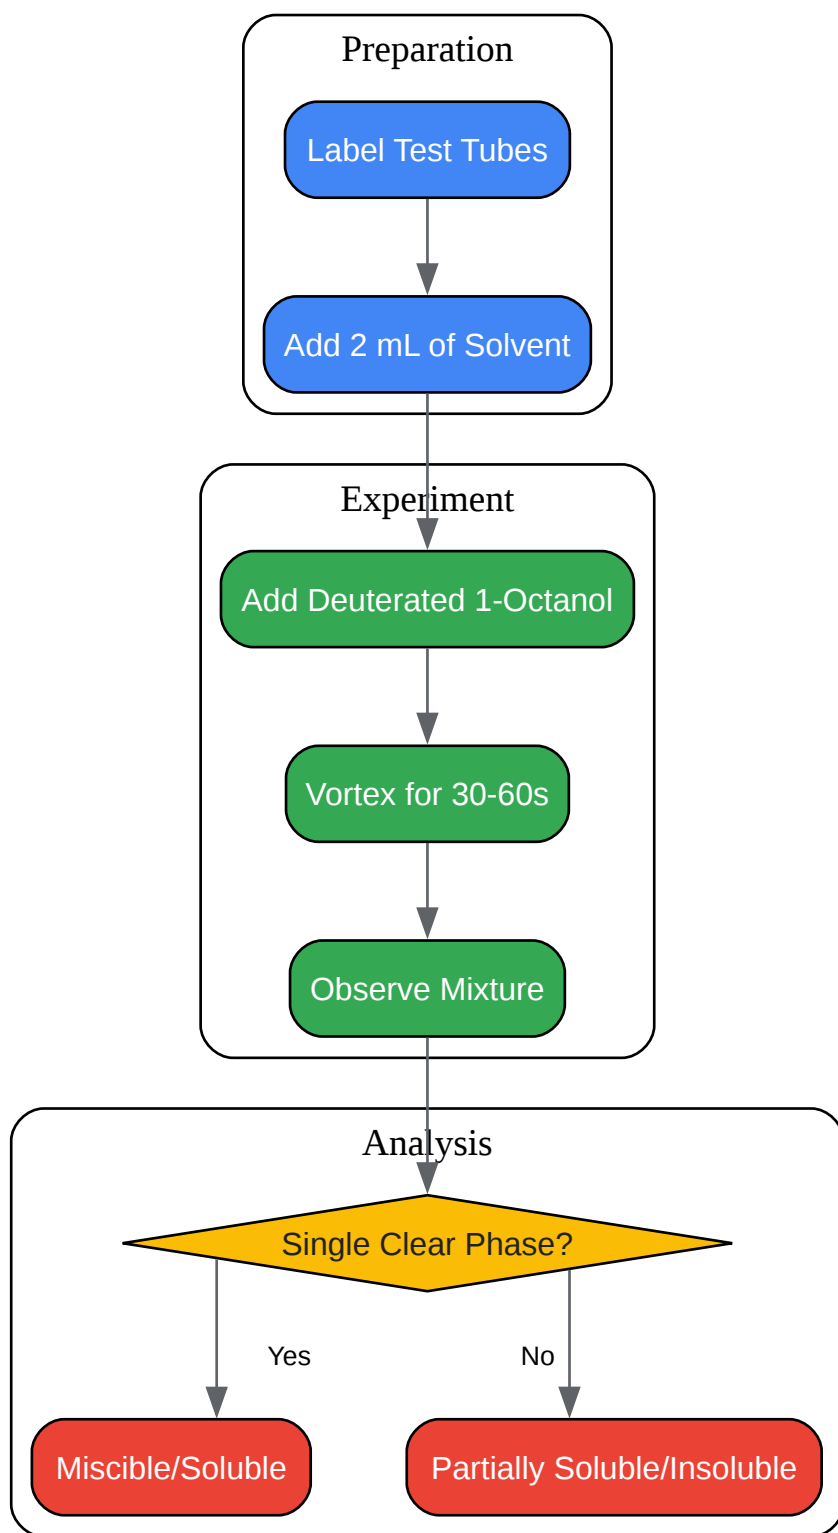 Preparation
Label Test Tubes
Add 2 mL of Solvent
Experiment
Add Deuterated 1-Octanol
Vortex for 30-60s
Observe Mixture
Analysis
Single Clear Phase?
Yes
No
Miscible/Soluble
Partially Soluble/Insoluble